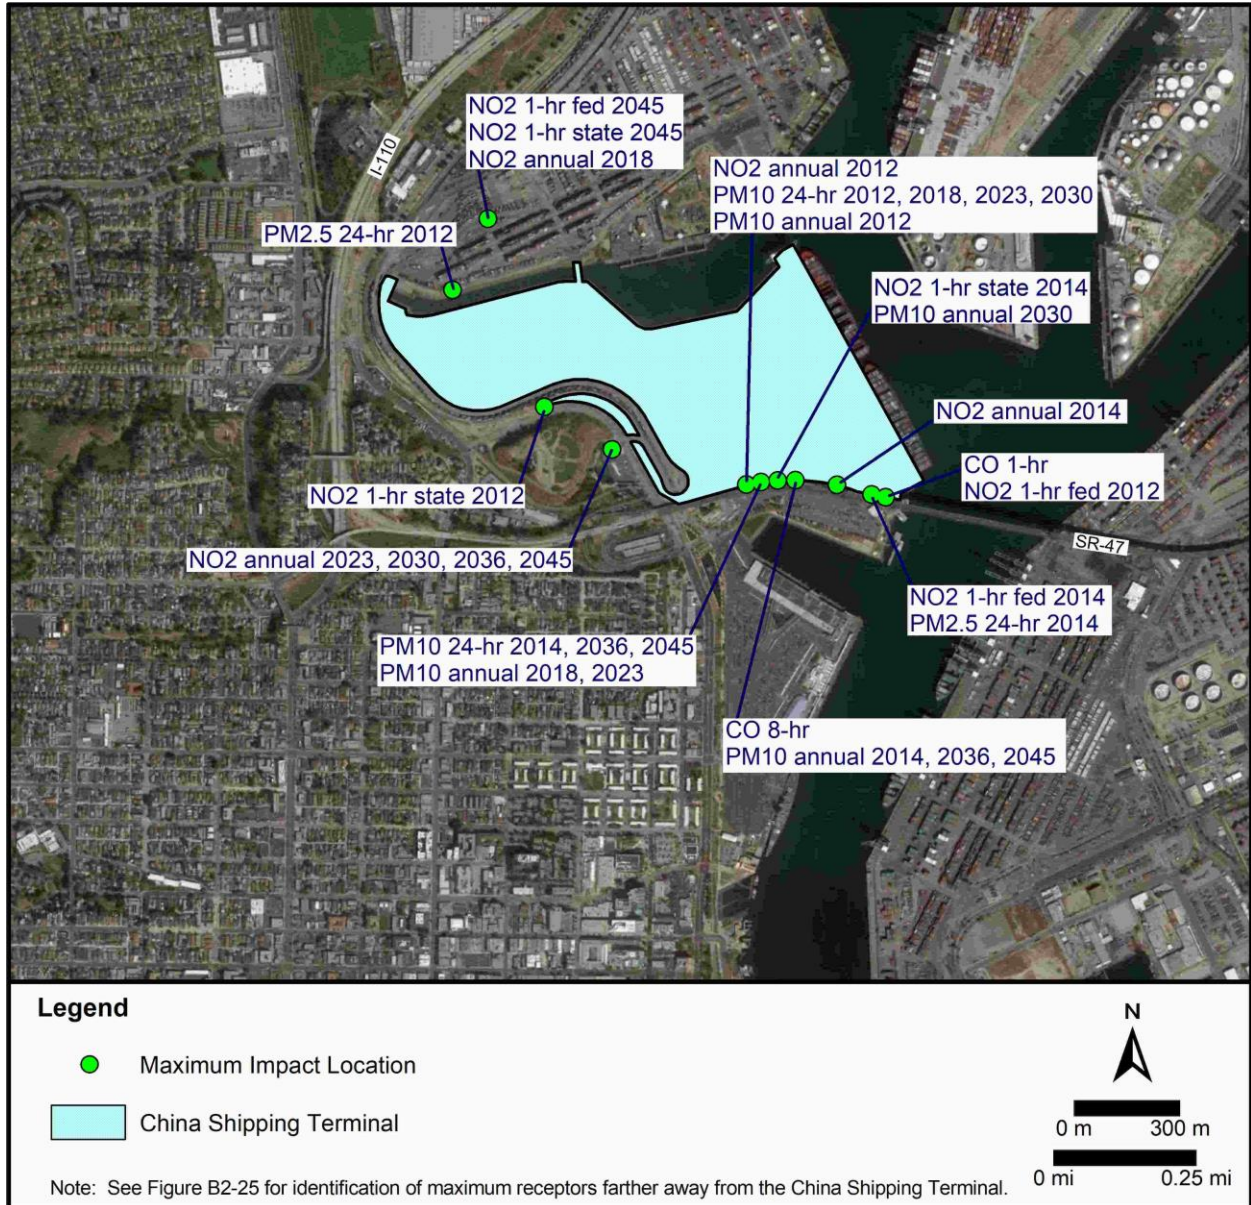 NO2 1-hr fed 2045
NO2 1-hr state 2045
NO2 annual 2018
I-110
PM2.5 24-hr 2012
NO2 annual 2012
PM10 24-hr 2012, 2018, 2023, 2030
PM10 annual 2012
NO2 1-hr state 2014
PM10 annual 2030
NO2 annual 2014
CO 1-hr
NO2 1-hr fed 2012
NO2 1-hr state 2012
SR-47
NO2 annual 2023, 2030, 2036, 2045
NO2 1-hr fed 2014
PM2.5 24-hr 2014
PM10 24-hr 2014, 2036, 2045
PM10 annual 2018, 2023
CO 8-hr
PM10 annual 2014, 2036, 2045
Legend
Maximum Impact Location
China Shipping Terminal
Note: See Figure B2-25 for identification of maximum receptors farther away from the China Shipping Terminal.
N
0 m 300 m
0 mi 0.25 mi